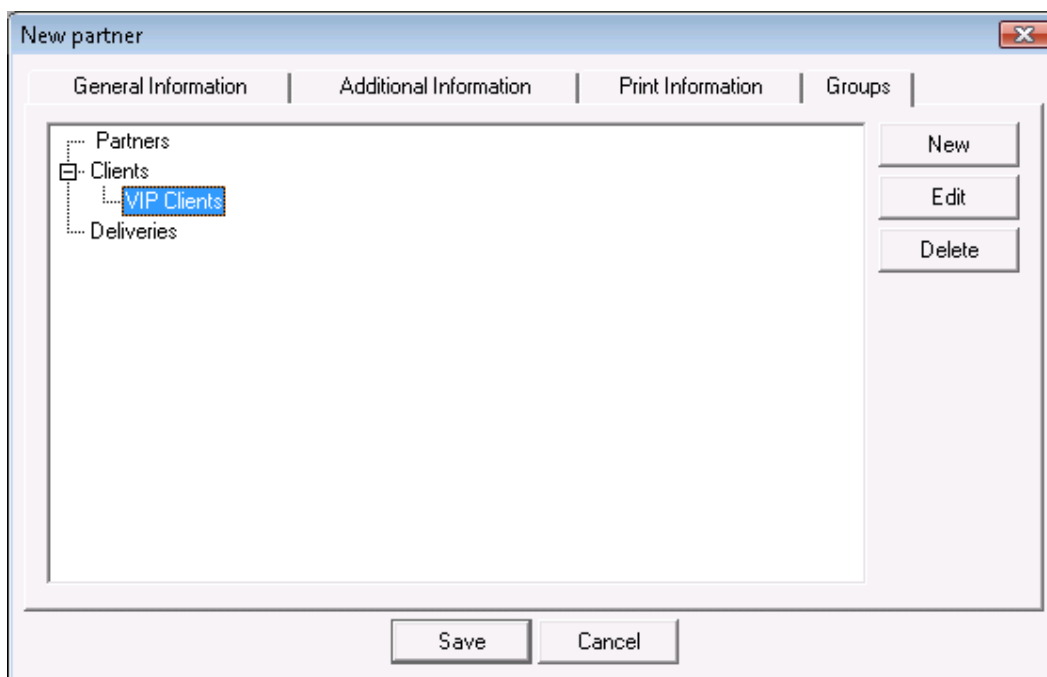 New partner
General Information | Additional Information | Print Information | Groups |
Partners
New
Clients
VIP Clients
Edit
Deliveries
Delete
Save
Cancel